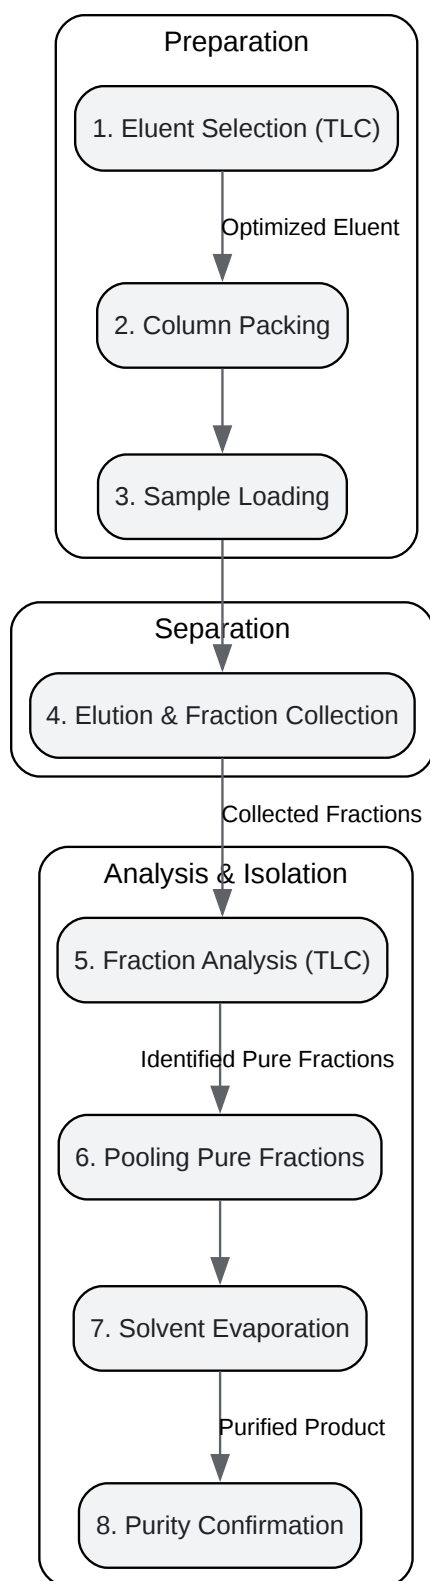 Preparation
1. Eluent Selection (TLC)
Optimized Eluent
2. Column Packing
3. Sample Loading
Separation
4. Elution & Fraction Collection
Collected Fractions
Analysis & Isolation
5. Fraction Analysis (TLC)
Identified Pure Fractions
6. Pooling Pure Fractions
7. Solvent Evaporation
Purified Product
8. Purity Confirmation